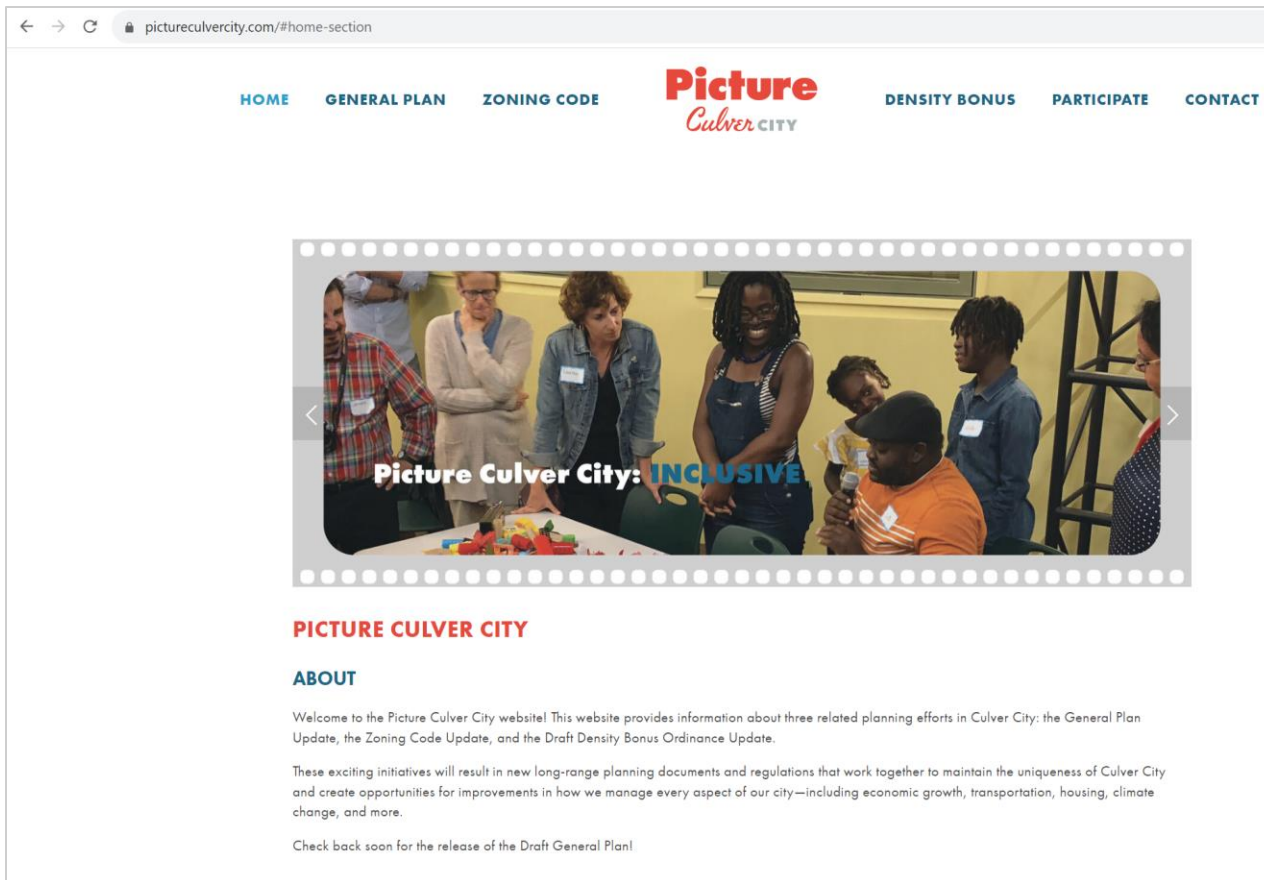 pictureculvercity.com/#home-section
HOME GENERAL PLAN ZONING CODE Picture Culver CITY DENSITY BONUS PARTICIPATE CONTACT
Picture Culver City: INCLUSIVE
PICTURE CULVER CITY
ABOUT
Welcome to the Picture Culver City website! This website provides information about three related planning efforts in Culver City: the General Plan
Update, the Zoning Code Update, and the Draft Density Bonus Ordinance Update.
These exciting initiatives will result in new long-range planning documents and regulations that work together to maintain the uniqueness of Culver City
and create opportunities for improvements in how we manage every aspect of our city—including economic growth, transportation, housing, climate
change, and more.
Check back soon for the release of the Draft General Plan!